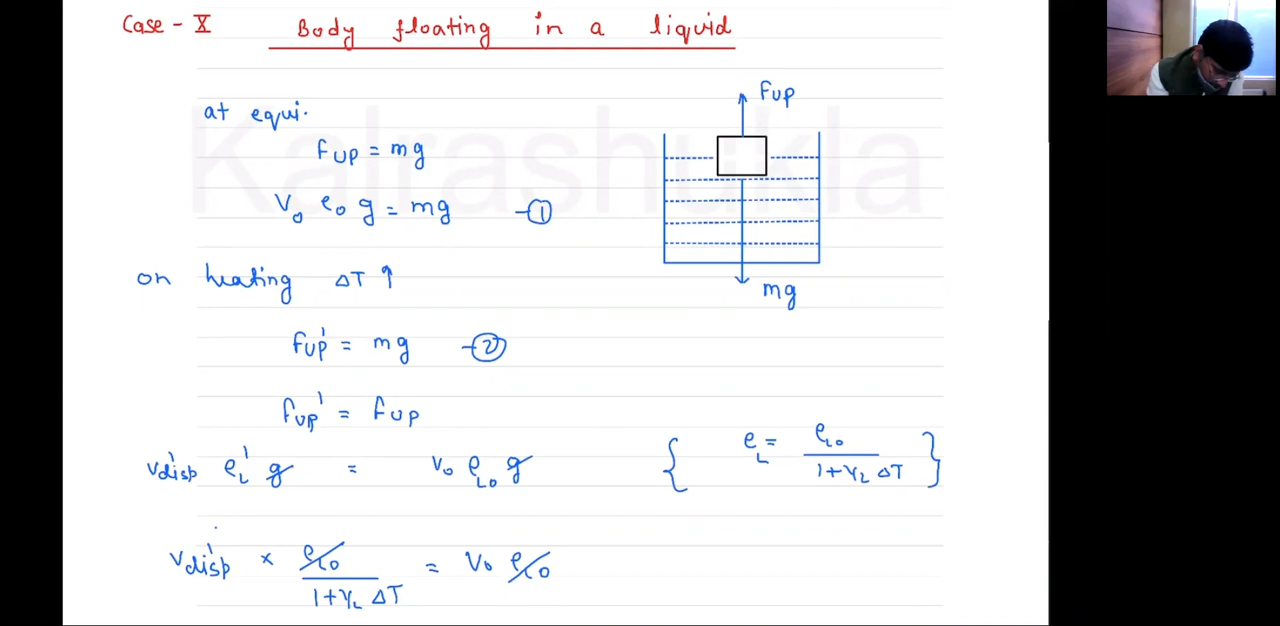 Case - X Body floating in a liquid
at equi.
Fup = mg
V₀ ρ₀ g = mg -①
on heating ΔT ↑
Fup' = mg -②
Fup' = Fup
Vdisp' ρL' g = V₀ ρL₀ g
{ ρL = ρL₀ / 1+γL ΔT }
Vdisp' × ρL₀ / 1+γL ΔT = V₀ ρL₀
Fup
mg
Kalrashukla